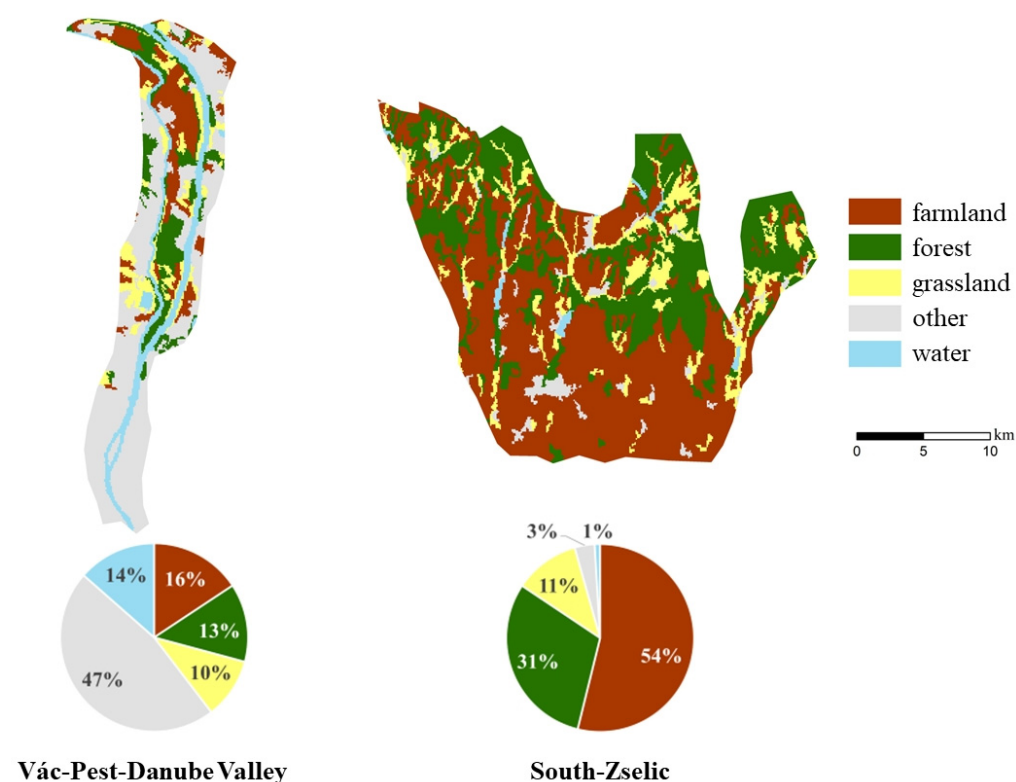 farmland
forest
grassland
other
water
km
0 5 10
3% 1%
14% 16%
11%
13%
31% 54%
10%
47%
Vác-Pest-Danube Valley
South-Zselic